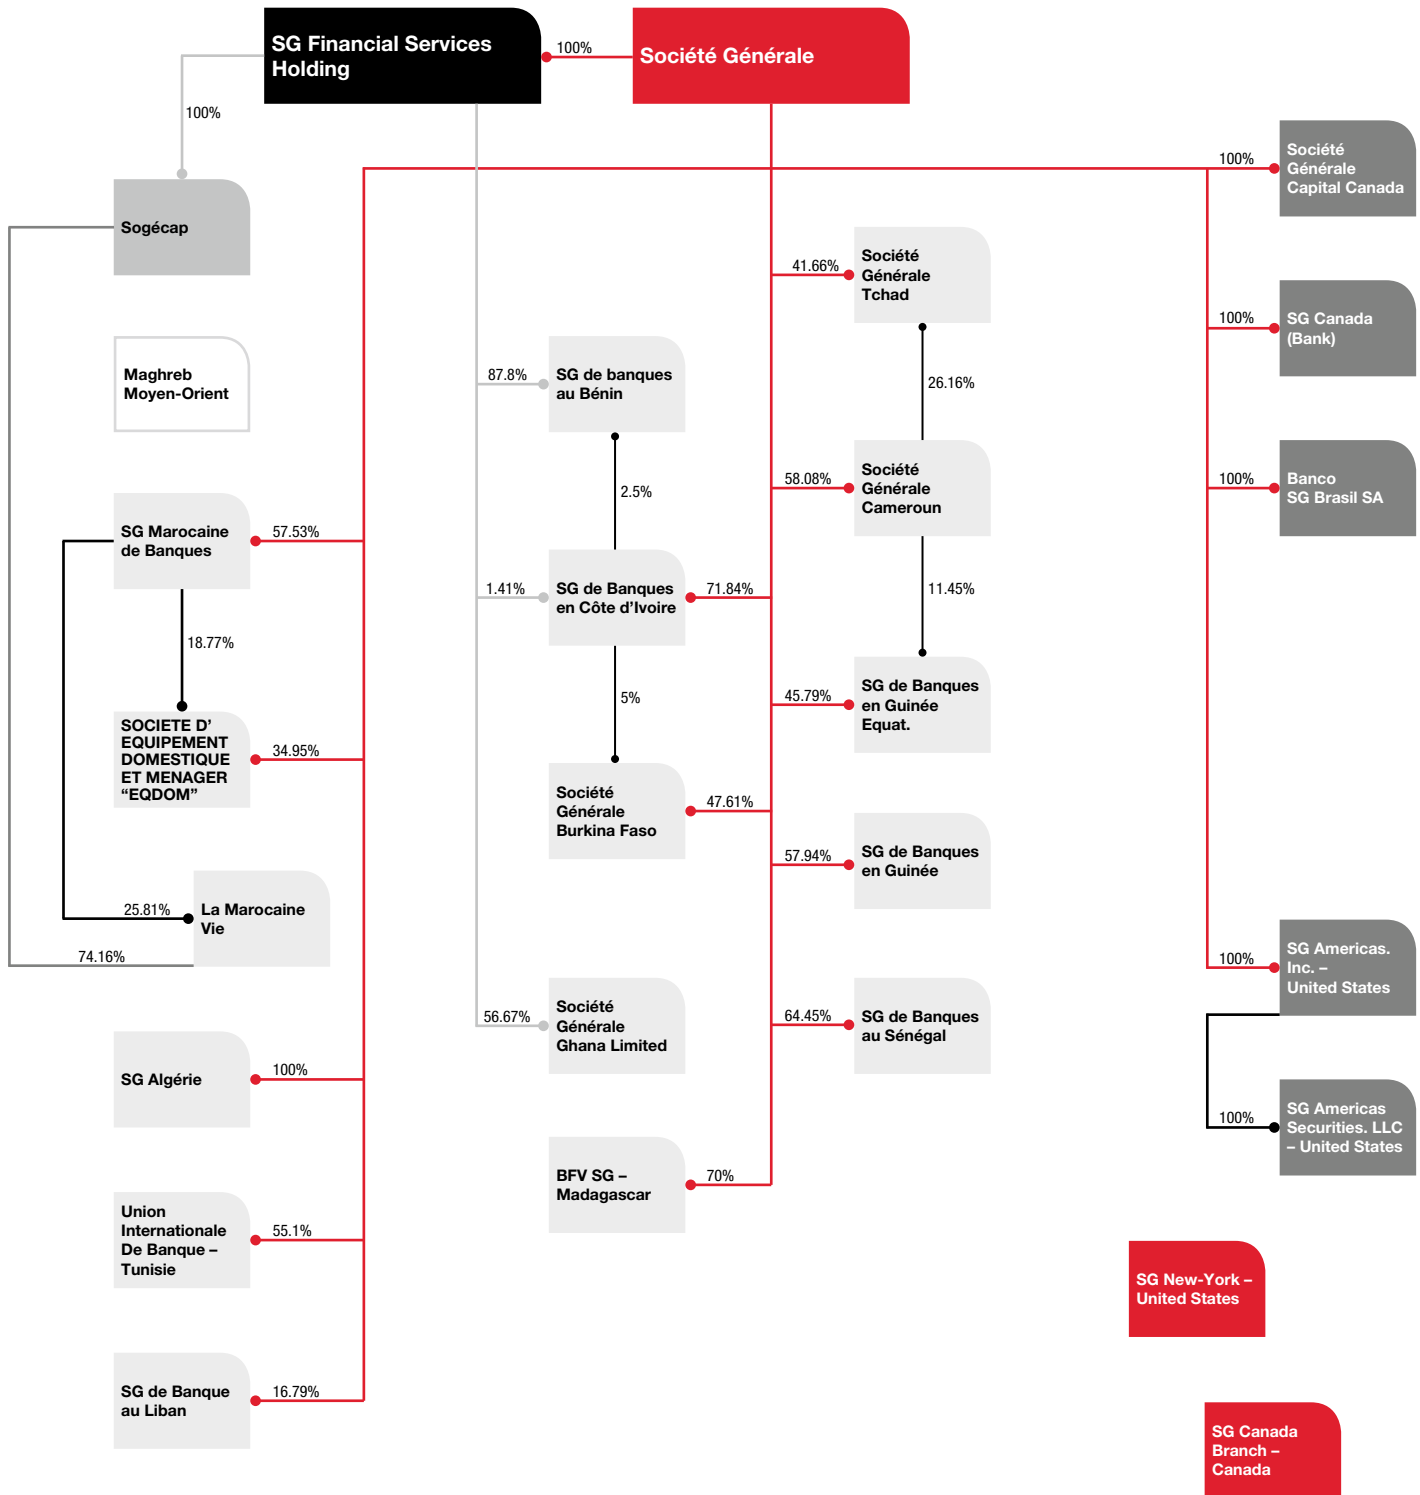 SG Financial Services
Holding
100%
Société Générale
100%
Sogécap
Maghreb
Moyen-Orient
SG Marocaine
de Banques
57.53%
18.77%
SOCIETE D'
EQUIPEMENT
DOMESTIQUE
ET MENAGER
“EQDOM”
34.95%
25.81%
La Marocaine
Vie
74.16%
SG Algérie
100%
Union
Internationale
De Banque –
Tunisie
55.1%
SG de Banque
au Liban
16.79%
87.8%
SG de banques
au Bénin
2.5%
1.41%
SG de Banques
en Côte d’Ivoire
71.84%
5%
Société
Générale
Burkina Faso
47.61%
56.67%
Société
Générale
Ghana Limited
BFV SG –
Madagascar
70%
41.66%
Société
Générale
Tchad
26.16%
58.08%
Société
Générale
Cameroun
11.45%
45.79%
SG de Banques
en Guinée
Equat.
57.94%
SG de Banques
en Guinée
64.45%
SG de Banques
au Sénégal
100%
Société
Générale
Capital Canada
100%
SG Canada
(Bank)
100%
Banco
SG Brasil SA
100%
SG Americas.
Inc. –
United States
100%
SG Americas
Securities. LLC
– United States
SG New-York –
United States
SG Canada
Branch –
Canada